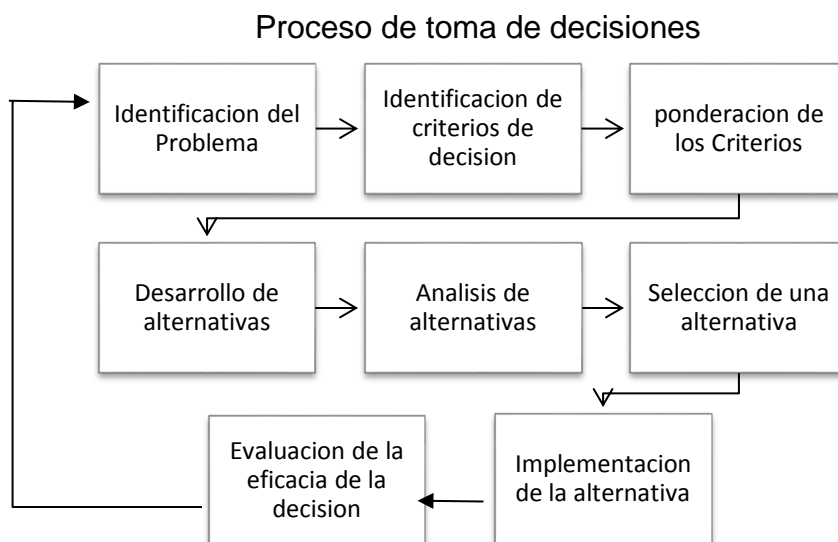 Proceso de toma de decisiones
Identificacion del
Problema
Identificacion de
criterios de
decision
ponderacion de
los Criterios
Desarrollo de
alternativas
Analisis de
alternativas
Seleccion de una
alternativa
Evaluacion de la
eficacia de la
decision
Implementacion
de la alternativa